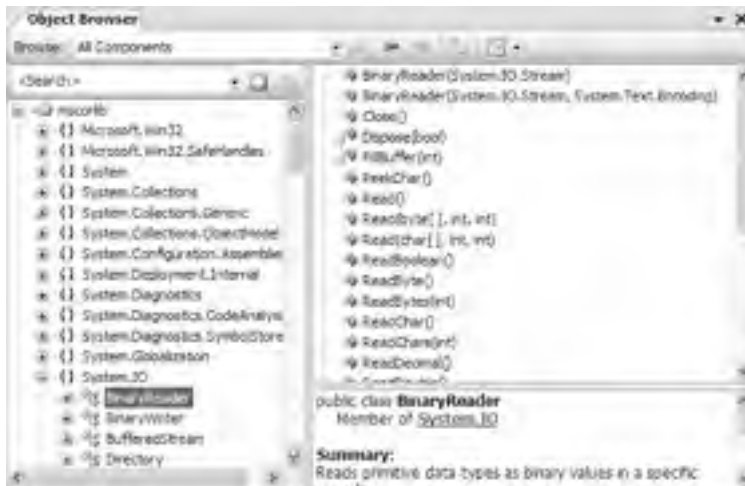 Object Browser
Browse: All Components
<Search>
mscorlib
{} Microsoft.Win32
{} Microsoft.Win32.SafeHandles
{} System
{} System.Collections
{} System.Collections.Generic
{} System.Collections.ObjectModel
{} System.Configuration.Assemblies
{} System.Deployment.Internal
{} System.Diagnostics
{} System.Diagnostics.CodeAnalysis
{} System.Diagnostics.SymbolStore
{} System.Globalization
{} System.IO
BinaryReader
BinaryWriter
BufferedStream
Directory
BinaryReader(System.IO.Stream)
BinaryReader(System.IO.Stream, System.Text.Encoding)
Close()
Dispose(bool)
FillBuffer(int)
PeekChar()
Read()
Read(byte[], int, int)
Read(char[], int, int)
ReadBoolean()
ReadByte()
ReadBytes(int)
ReadChar()
ReadChars(int)
ReadDecimal()
public class BinaryReader
Member of System.IO
Summary:
Reads primitive data types as binary values in a specific